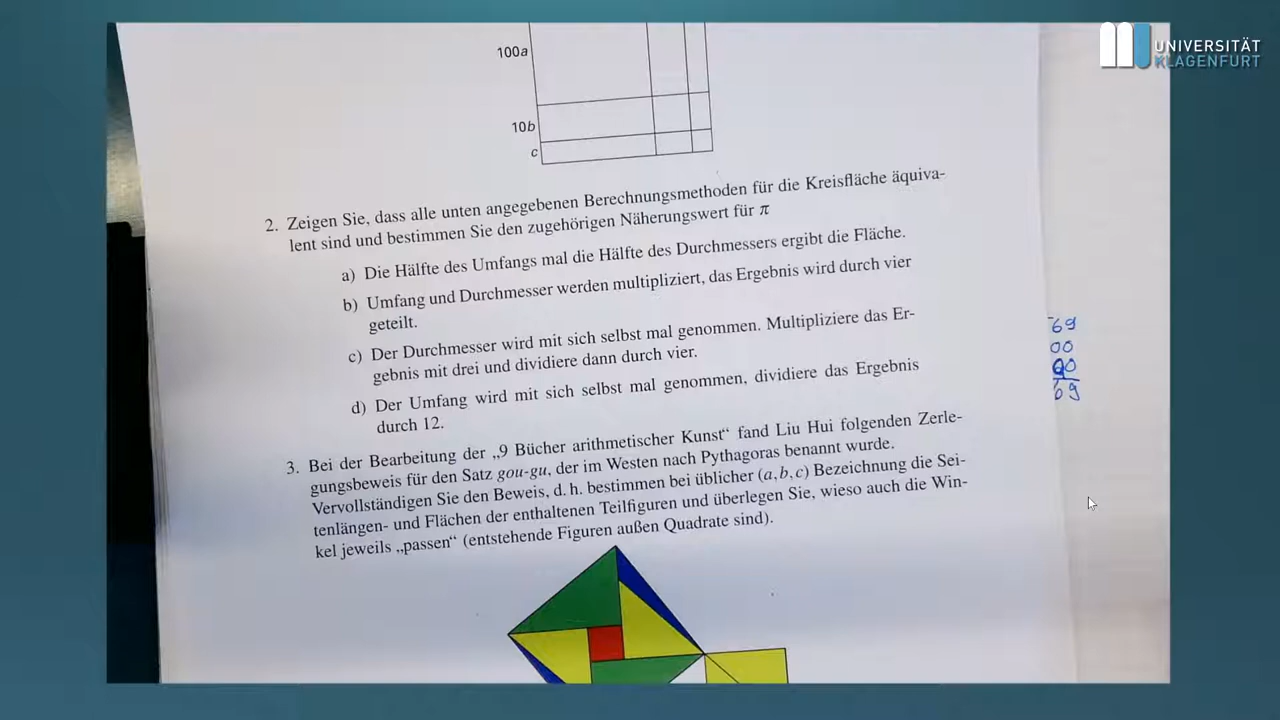 UNIVERSITÄT
KLAGENFURT
100a
10b
c
2. Zeigen Sie, dass alle unten angegebenen Berechnungsmethoden für die Kreisfläche äquiva-
lent sind und bestimmen Sie den zugehörigen Näherungswert für π
a) Die Hälfte des Umfangs mal die Hälfte des Durchmessers ergibt die Fläche.
b) Umfang und Durchmesser werden multipliziert, das Ergebnis wird durch vier
geteilt.
c) Der Durchmesser wird mit sich selbst mal genommen. Multipliziere das Er-
gebnis mit drei und dividiere dann durch vier.
d) Der Umfang wird mit sich selbst mal genommen, dividiere das Ergebnis
durch 12.
3. Bei der Bearbeitung der „9 Bücher arithmetischer Kunst“ fand Liu Hui folgenden Zerle-
gungsbeweis für den Satz gou-gu, der im Westen nach Pythagoras benannt wurde.
Vervollständigen Sie den Beweis, d. h. bestimmen bei üblicher (a,b,c) Bezeichnung die Sei-
tenlängen- und Flächen der enthaltenen Teilfiguren und überlegen Sie, wieso auch die Win-
kel jeweils „passen“ (entstehende Figuren außen Quadrate sind).
69
00
00
69